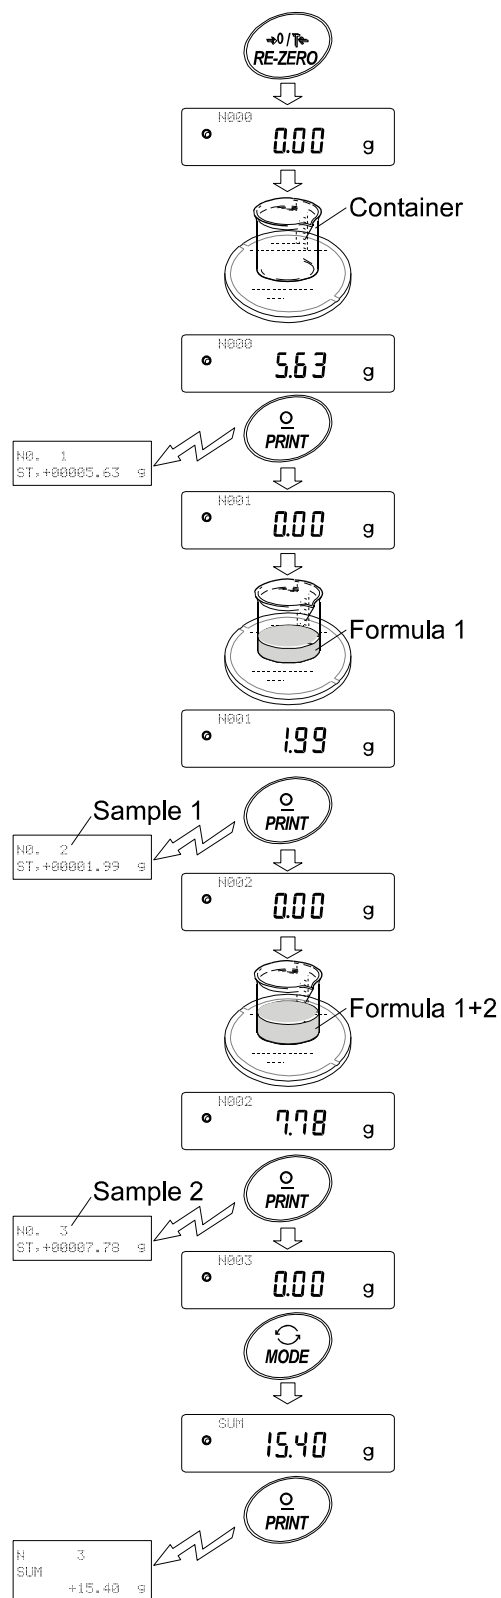 →0/T←
RE-ZERO
N000
0.00 g
Container
N000
5.63 g
PRINT
N0. 1
ST,+00005.63 g
N001
0.00 g
Formula 1
N001
1.99 g
Sample 1
PRINT
N0. 2
ST,+00001.99 g
N002
0.00 g
Formula 1+2
N002
7.78 g
Sample 2
PRINT
N0. 3
ST,+00007.78 g
N003
0.00 g
MODE
SUM
15.40 g
PRINT
N 3
SUM
+15.40 g